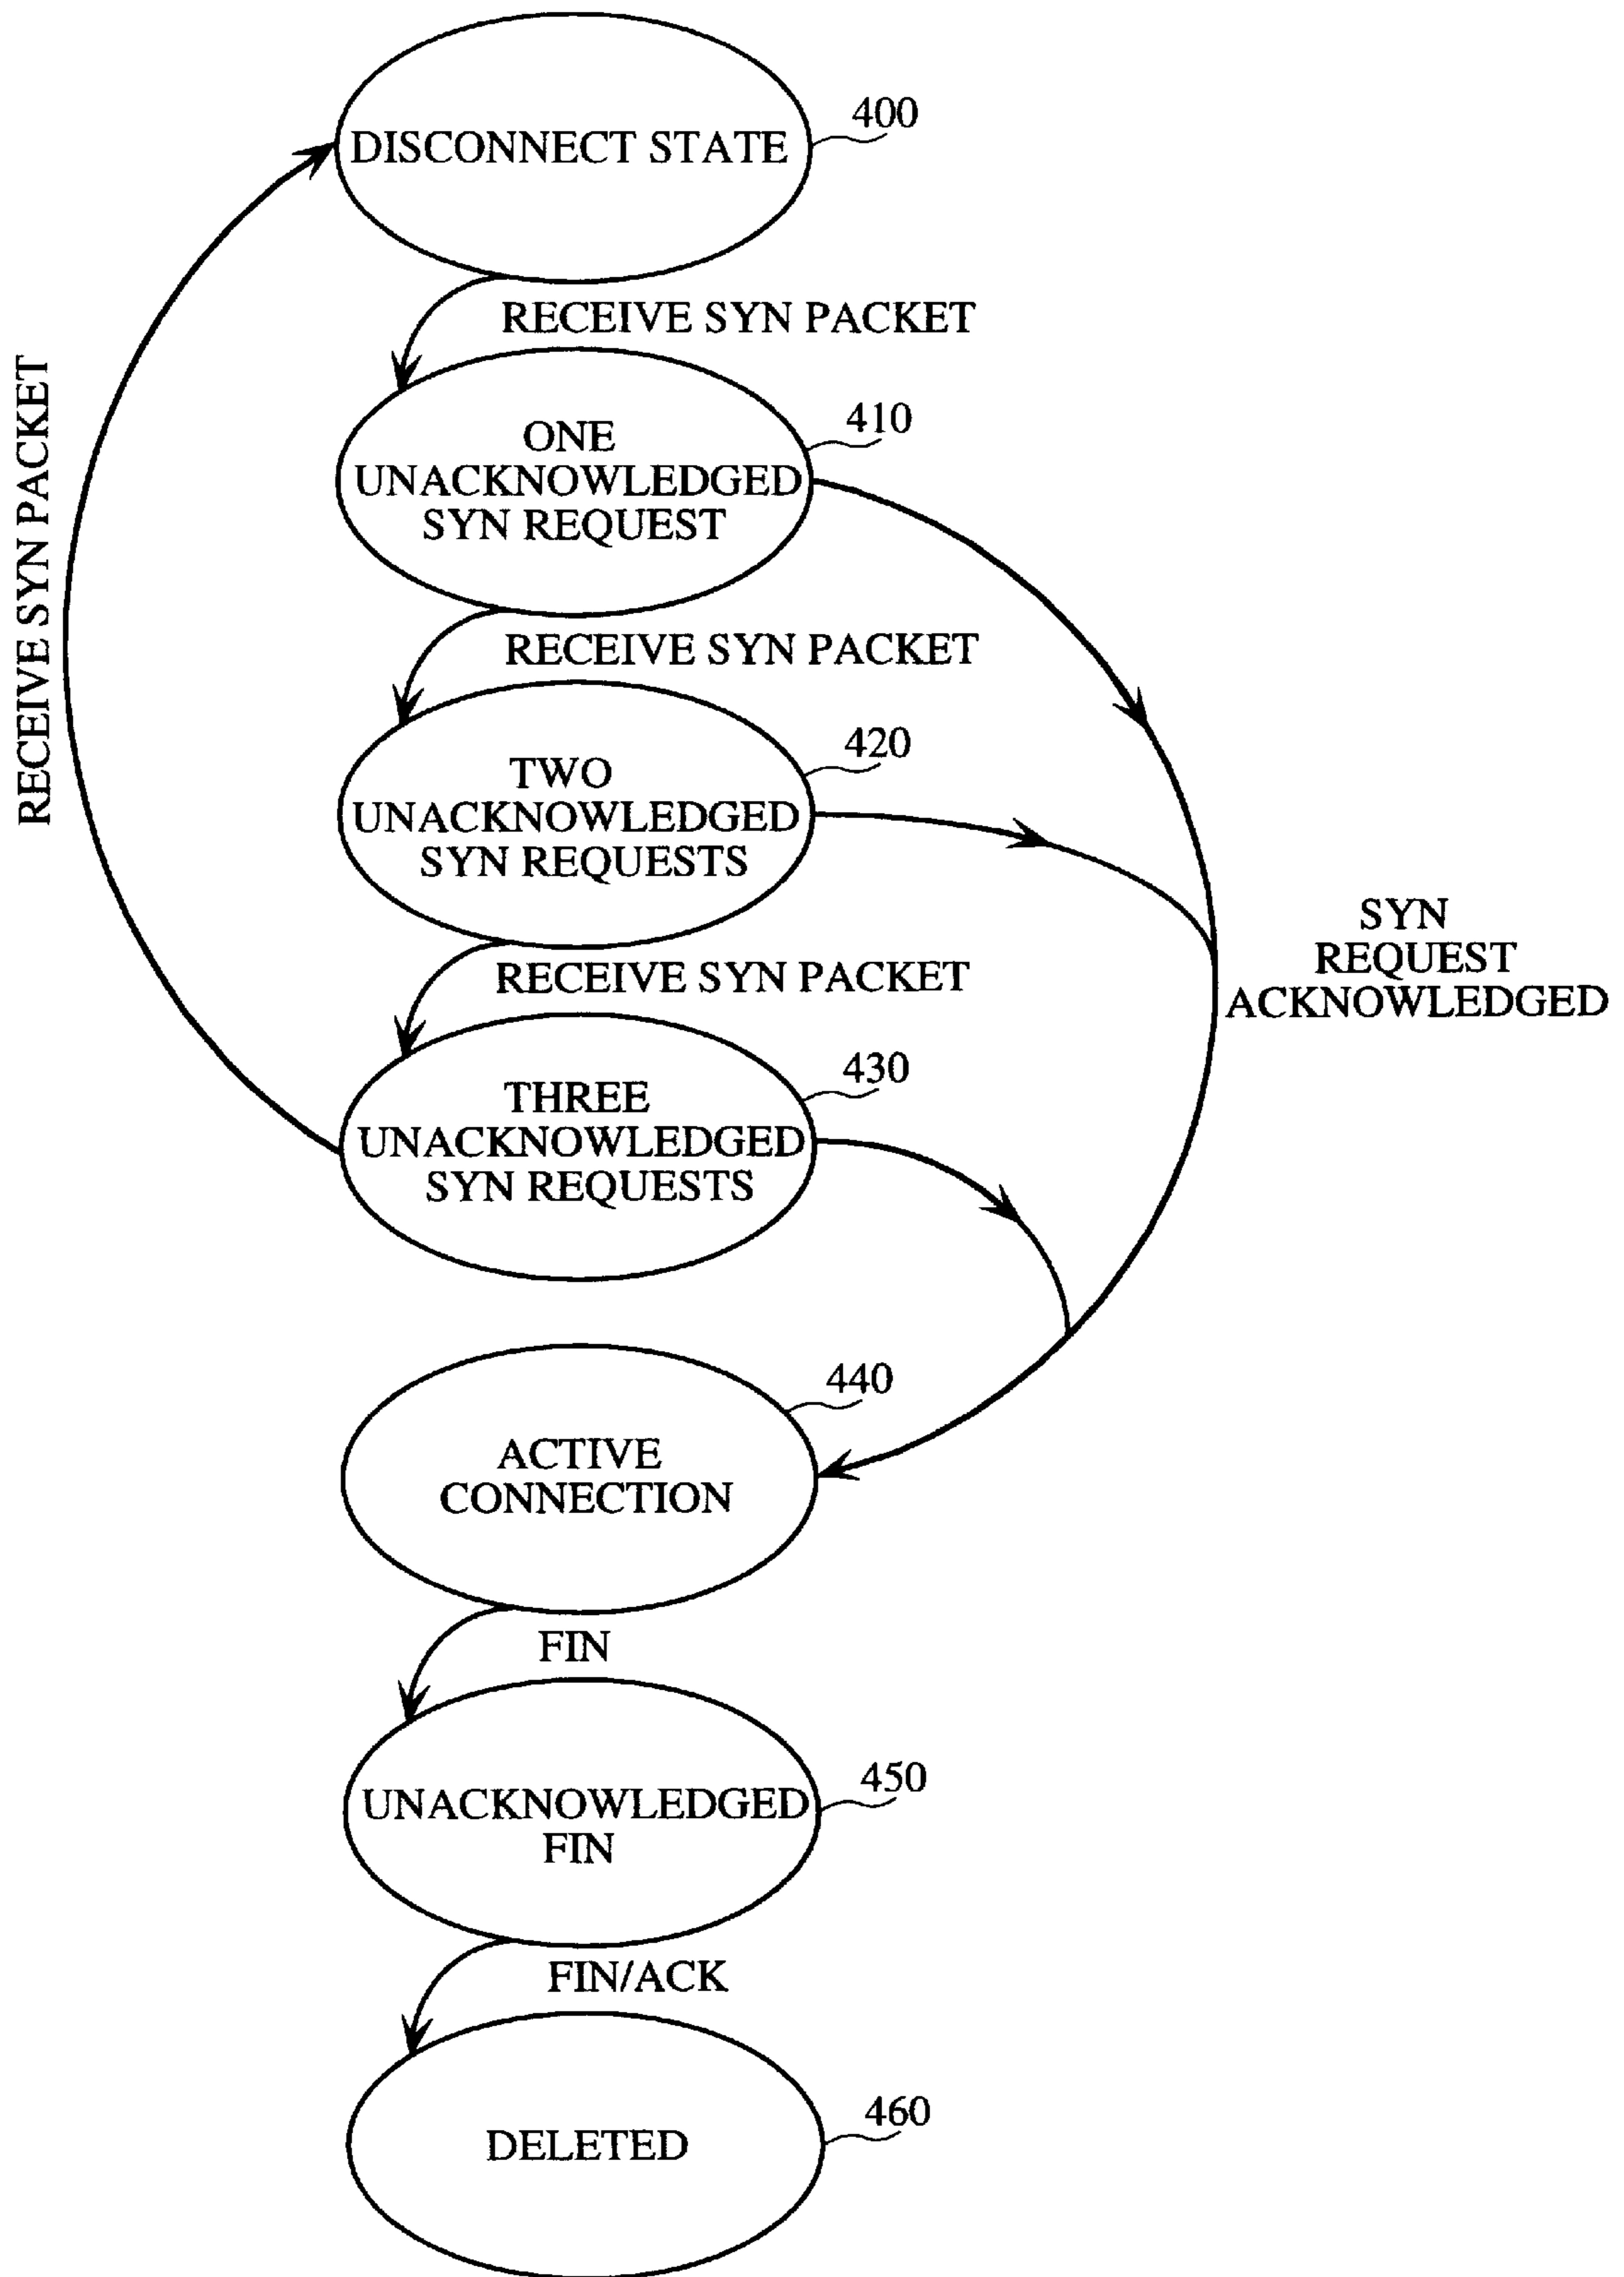 400
DISCONNECT STATE
RECEIVE SYN PACKET
RECEIVE SYN PACKET
410
ONE
UNACKNOWLEDGED
SYN REQUEST
RECEIVE SYN PACKET
420
TWO
UNACKNOWLEDGED
SYN REQUESTS
SYN
REQUEST
ACKNOWLEDGED
RECEIVE SYN PACKET
430
THREE
UNACKNOWLEDGED
SYN REQUESTS
440
ACTIVE
CONNECTION
FIN
450
UNACKNOWLEDGED
FIN
FIN/ACK
460
DELETED